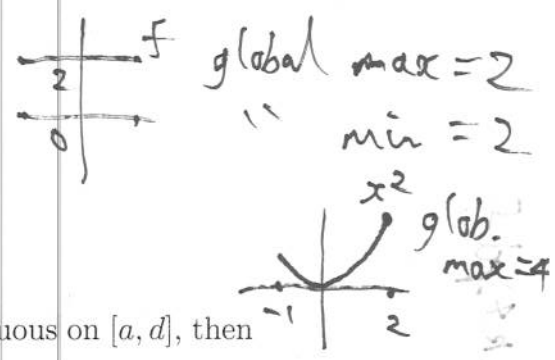 f
global max = 2
2
" min = 2
0
x²
glob.
max = 4
-1
2
uous on [a, d], then